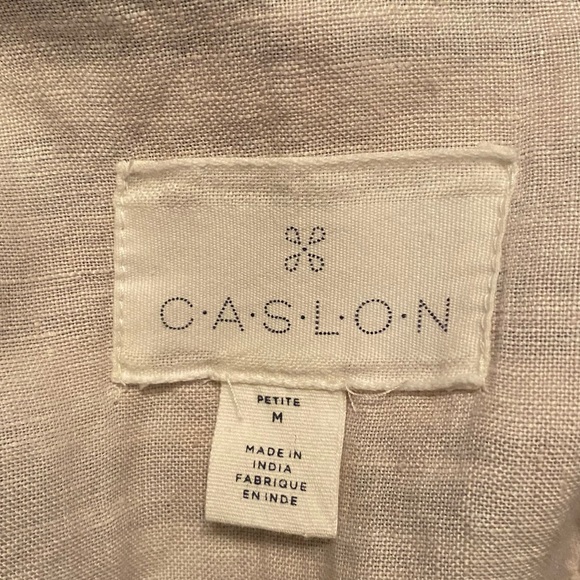 C·A·S·L·O·N
PETITE
M
MADE IN
INDIA
FABRIQUE
EN INDE